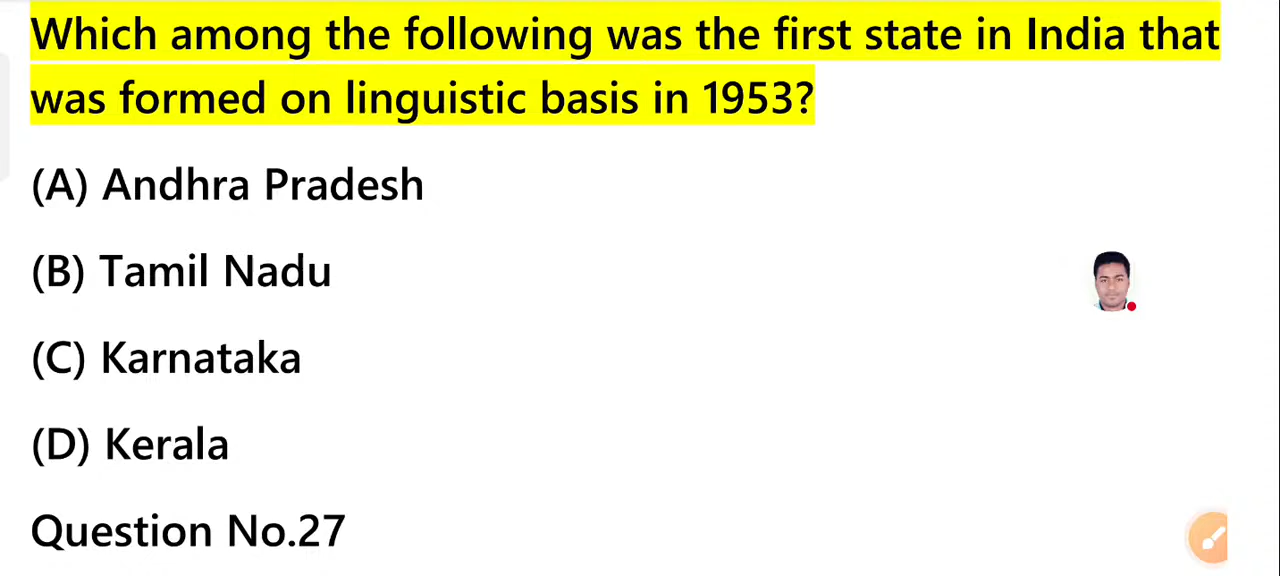 Which among the following was the first state in India that
was formed on linguistic basis in 1953?
(A) Andhra Pradesh
(B) Tamil Nadu
(C) Karnataka
(D) Kerala
Question No.27